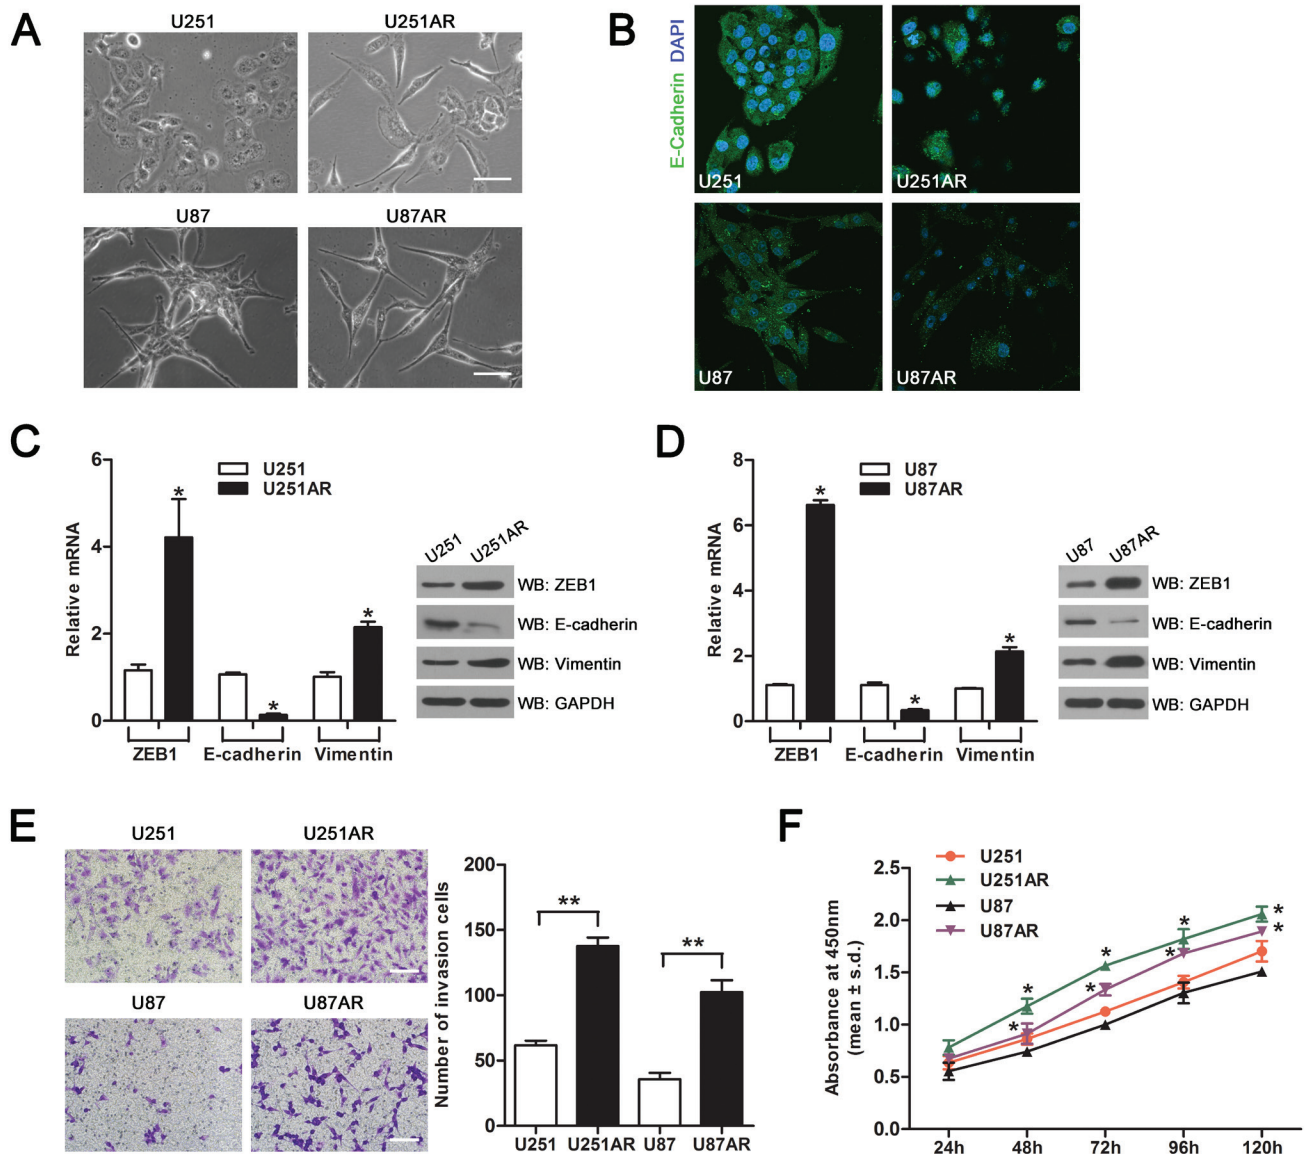 A
U251
U251AR
U87
U87AR
B
E-Cadherin DAPI
U251
U251AR
U87
U87AR
C
Relative mRNA
6
4
2
0
U251
U251AR
*
*
*
ZEB1
E-cadherin
Vimentin
U251
U251AR
WB: ZEB1
WB: E-cadherin
WB: Vimentin
WB: GAPDH
D
Relative mRNA
8
6
4
2
0
U87
U87AR
*
*
*
ZEB1
E-cadherin
Vimentin
U87
U87AR
WB: ZEB1
WB: E-cadherin
WB: Vimentin
WB: GAPDH
E
U251
U251AR
U87
U87AR
Number of invasion cells
200
150
100
50
0
**
**
U251
U251AR
U87
U87AR
F
U251
U251AR
U87
U87AR
Absorbance at 450nm
(mean ± s.d.)
2.5
2.0
1.5
1.0
0.5
0.0
*
*
*
*
*
*
*
*
24h
48h
72h
96h
120h